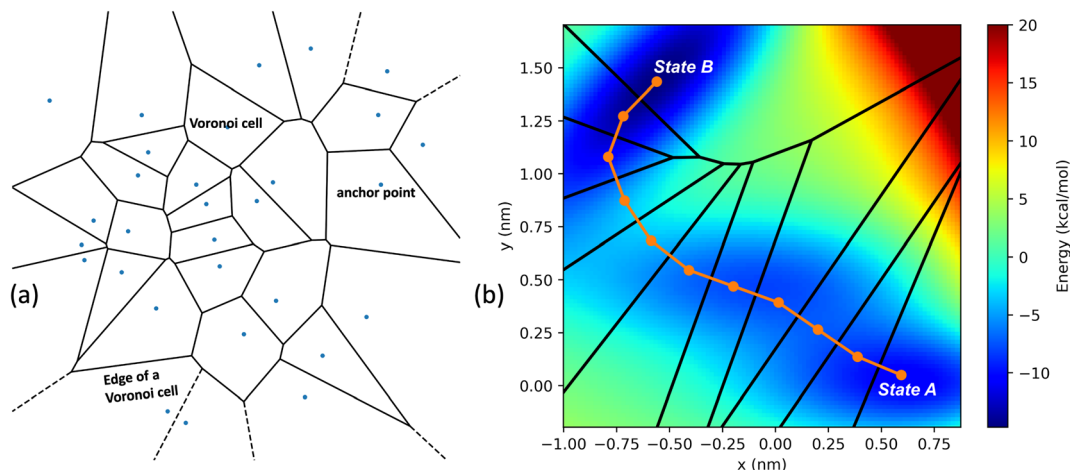 Voronoi cell
anchor point
(a)
Edge of a
Voronoi cell
(b)
State B
State A
1.50
1.25
1.00
0.75
0.50
0.25
0.00
y (nm)
−1.00 −0.75 −0.50 −0.25 0.00 0.25 0.50 0.75
x (nm)
20
15
10
5
0
−5
−10
Energy (kcal/mol)